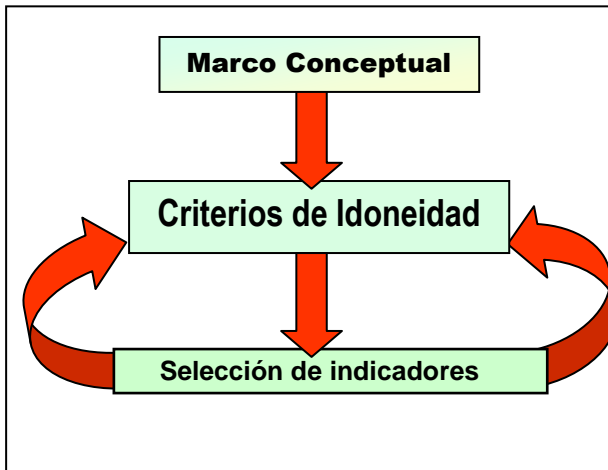 Marco Conceptual
Criterios de Idoneidad
Selección de indicadores